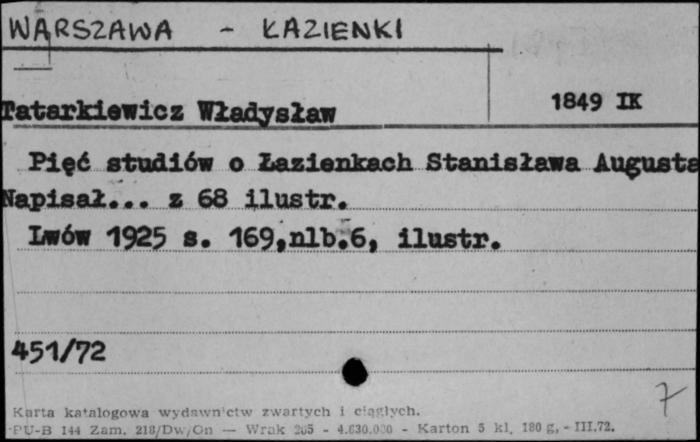 WARSZAWA - ŁAZIENKI
Tatarkiewicz Władysław
1849 IK
Pięć studiów o Łazienkach Stanisława Augusta
Napisał... z 68 ilustr.
Lwów 1925 s. 169,nlb.6, ilustr.
451/72
7
Karta katalogowa wydawnictw zwartych i ciągłych.
PU-B 144 Zam. 218/Dw/On — Wrak 205 - 4.630.000 - Karton 5 kl. 180 g, - III.72.